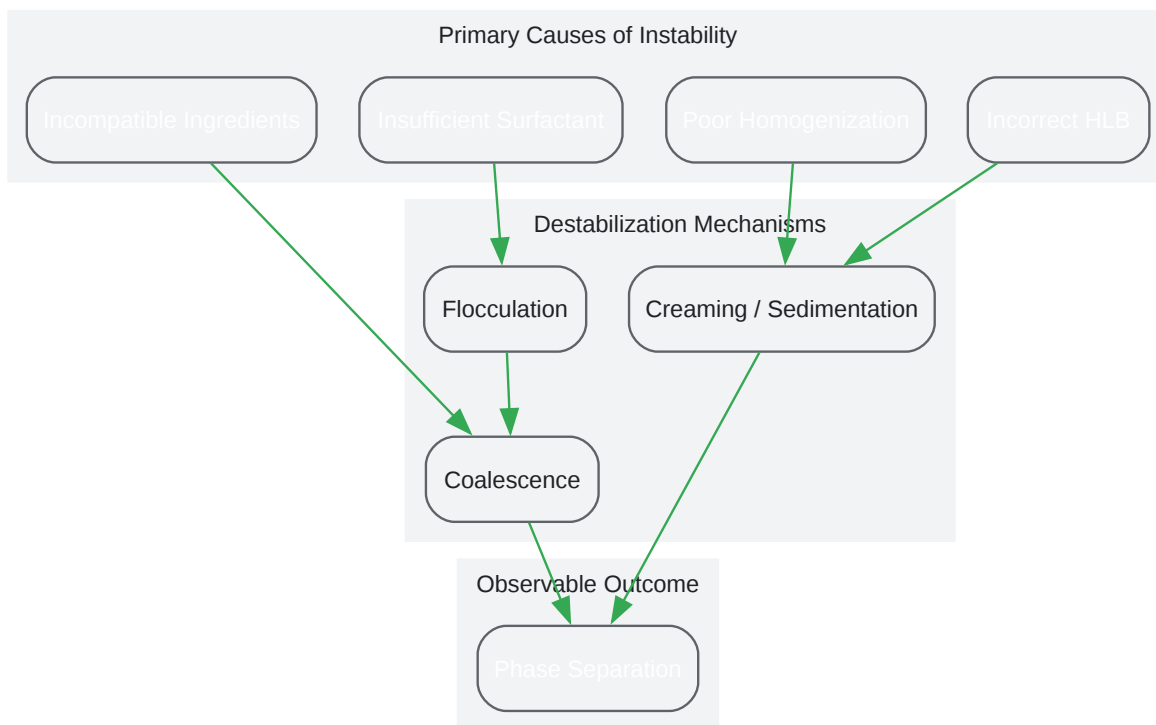 Primary Causes of Instability
Incompatible Ingredients
Insufficient Surfactant
Poor Homogenization
Incorrect HLB
Destabilization Mechanisms
Flocculation
Creaming / Sedimentation
Coalescence
Observable Outcome
Phase Separation